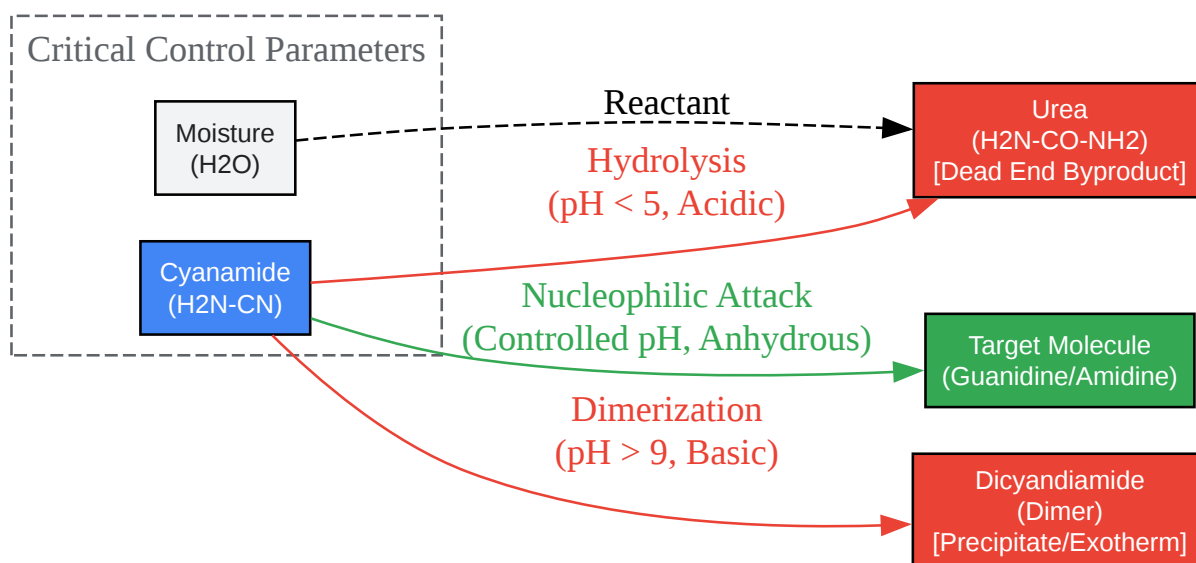 Critical Control Parameters
Moisture
(H2O)
Reactant
Urea
(H2N-CO-NH2)
[Dead End Byproduct]
Hydrolysis
(pH < 5, Acidic)
Cyanamide
(H2N-CN)
Nucleophilic Attack
(Controlled pH, Anhydrous)
Target Molecule
(Guanidine/Amidine)
Dimerization
(pH > 9, Basic)
Dicyandiamide
(Dimer)
[Precipitate/Exotherm]